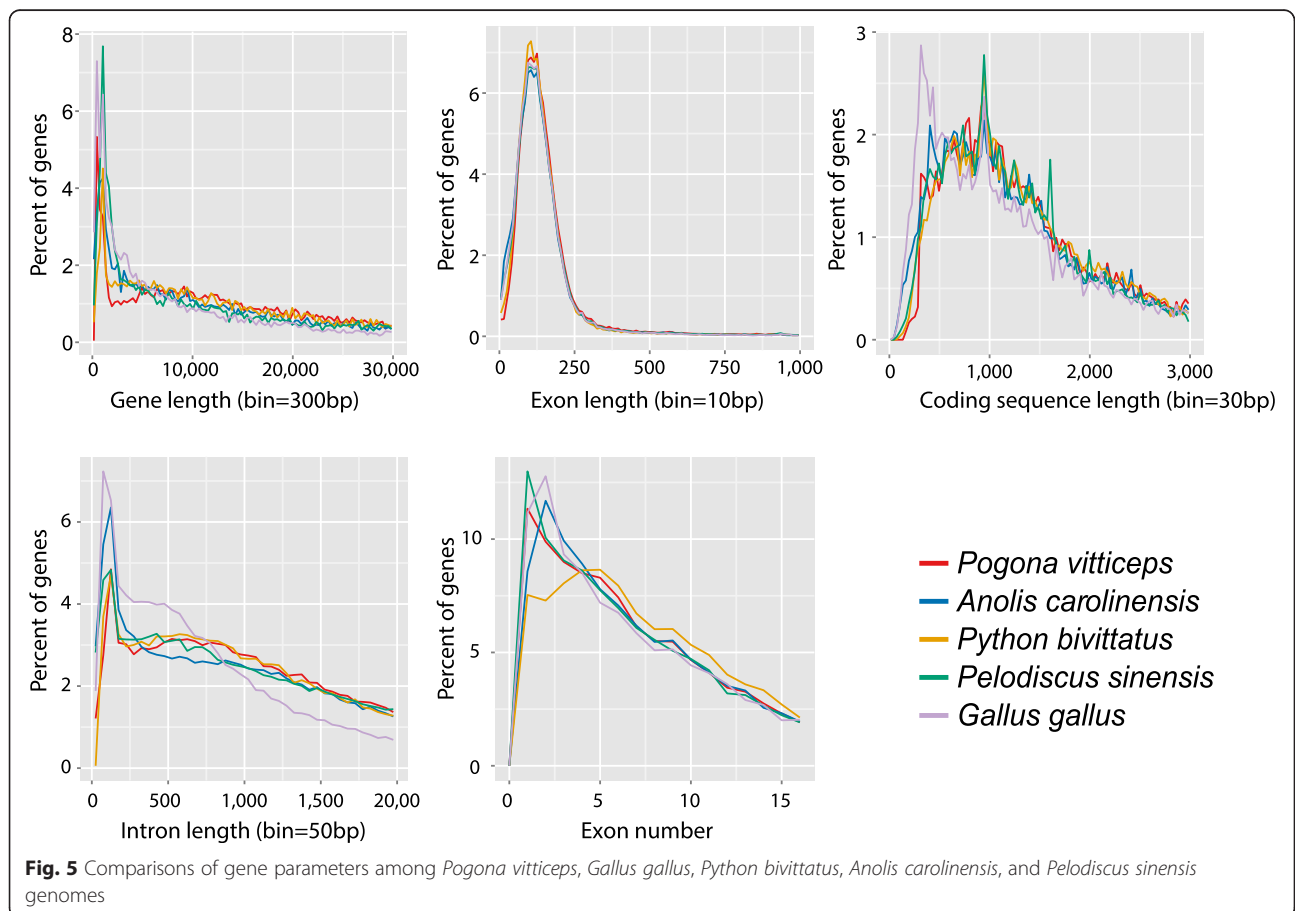 8
6
4
2
0
Percent of genes
0
10,000
20,000
30,000
Gene length (bin=300bp)
6
4
2
0
Percent of genes
0
250
500
750
1,000
Exon length (bin=10bp)
3
2
1
0
Percent of genes
0
1,000
2,000
3,000
Coding sequence length (bin=30bp)
6
4
2
0
Percent of genes
0
500
1,000
1,500
20,00
Intron length (bin=50bp)
10
5
0
Percent of genes
0
5
10
15
Exon number
Pogona vitticeps
Anolis carolinensis
Python bivittatus
Pelodiscus sinensis
Gallus gallus
Fig. 5 Comparisons of gene parameters among Pogona vitticeps, Gallus gallus, Python bivittatus, Anolis carolinensis, and Pelodiscus sinensis
genomes